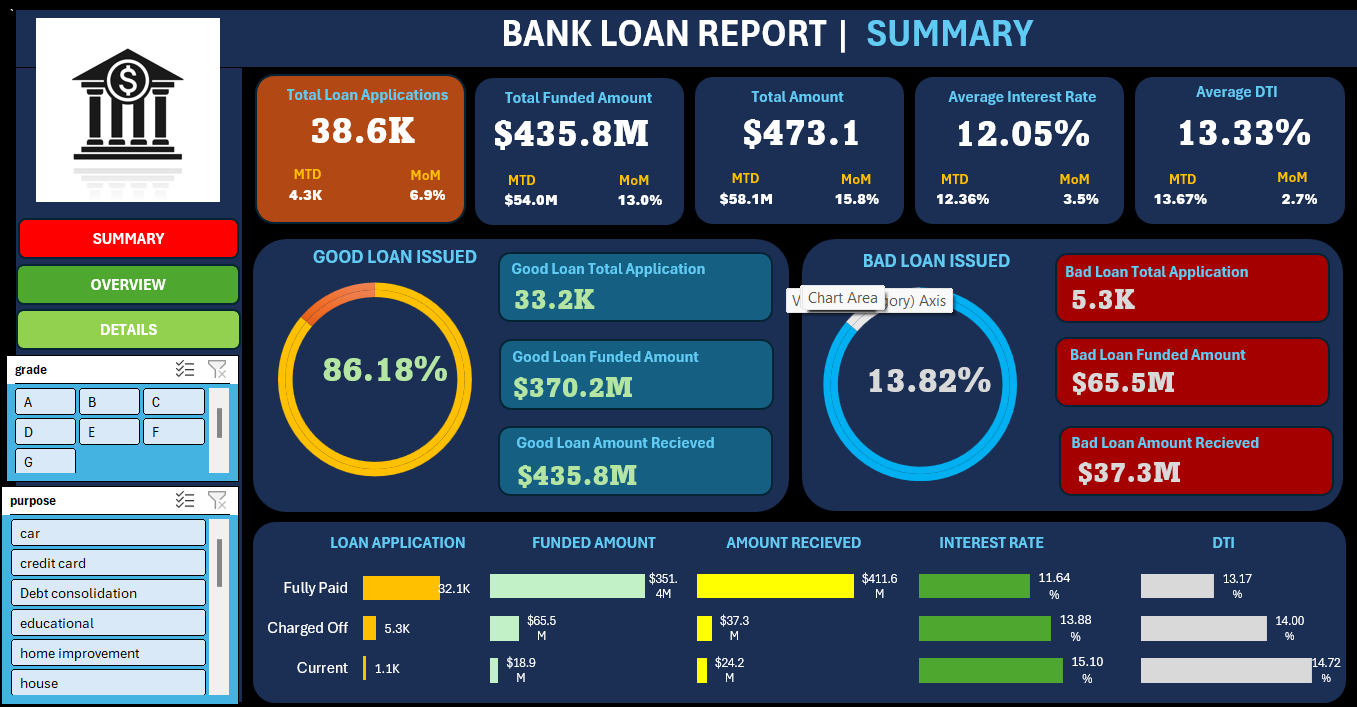 BANK LOAN REPORT | SUMMARY
$
Total Loan Applications
38.6K
MTD MoM
4.3K 6.9%
Total Funded Amount
$435.8M
MTD MoM
$54.0M 13.0%
Total Amount
$473.1
MTD MoM
$58.1M 15.8%
Average Interest Rate
12.05%
MTD MoM
12.36% 3.5%
Average DTI
13.33%
MTD MoM
13.67% 2.7%
SUMMARY
OVERVIEW
DETAILS
grade
A B C
D E F
G
purpose
car
credit card
Debt consolidation
educational
home improvement
house
GOOD LOAN ISSUED
86.18%
Good Loan Total Application
33.2K
Good Loan Funded Amount
$370.2M
Good Loan Amount Recieved
$435.8M
BAD LOAN ISSUED
V Chart Area gory) Axis
13.82%
Bad Loan Total Application
5.3K
Bad Loan Funded Amount
$65.5M
Bad Loan Amount Recieved
$37.3M
LOAN APPLICATION FUNDED AMOUNT AMOUNT RECIEVED INTEREST RATE DTI
Fully Paid 32.1K $351. $411.6 11.64 13.17
4M M % %
Charged Off 5.3K $65.5 $37.3 13.88 14.00
M M % %
Current 1.1K $18.9 $24.2 15.10 14.72
M M % %